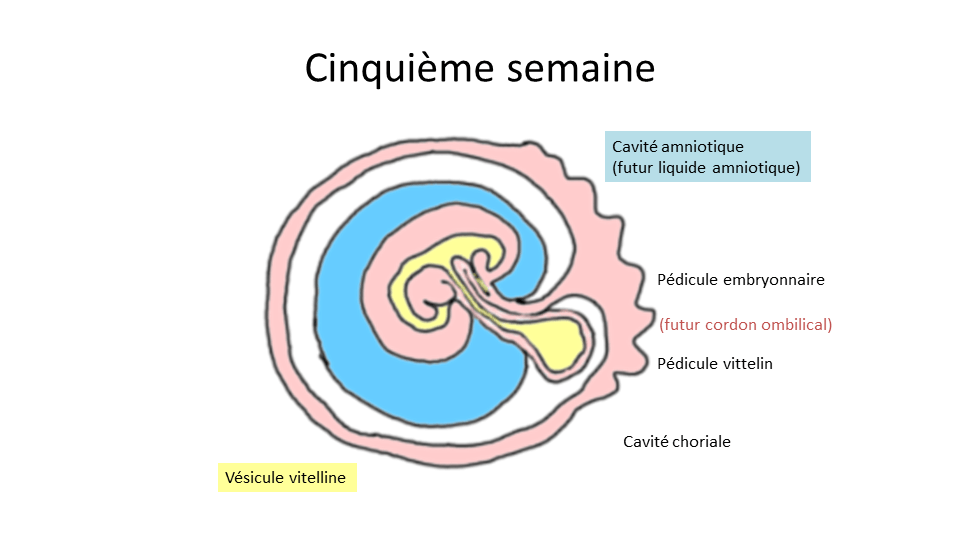 Cinquième semaine
Cavité amniotique
(futur liquide amniotique)
Pédicule embryonnaire
(futur cordon ombilical)
Pédicule vittelin
Cavité choriale
Vésicule vitelline